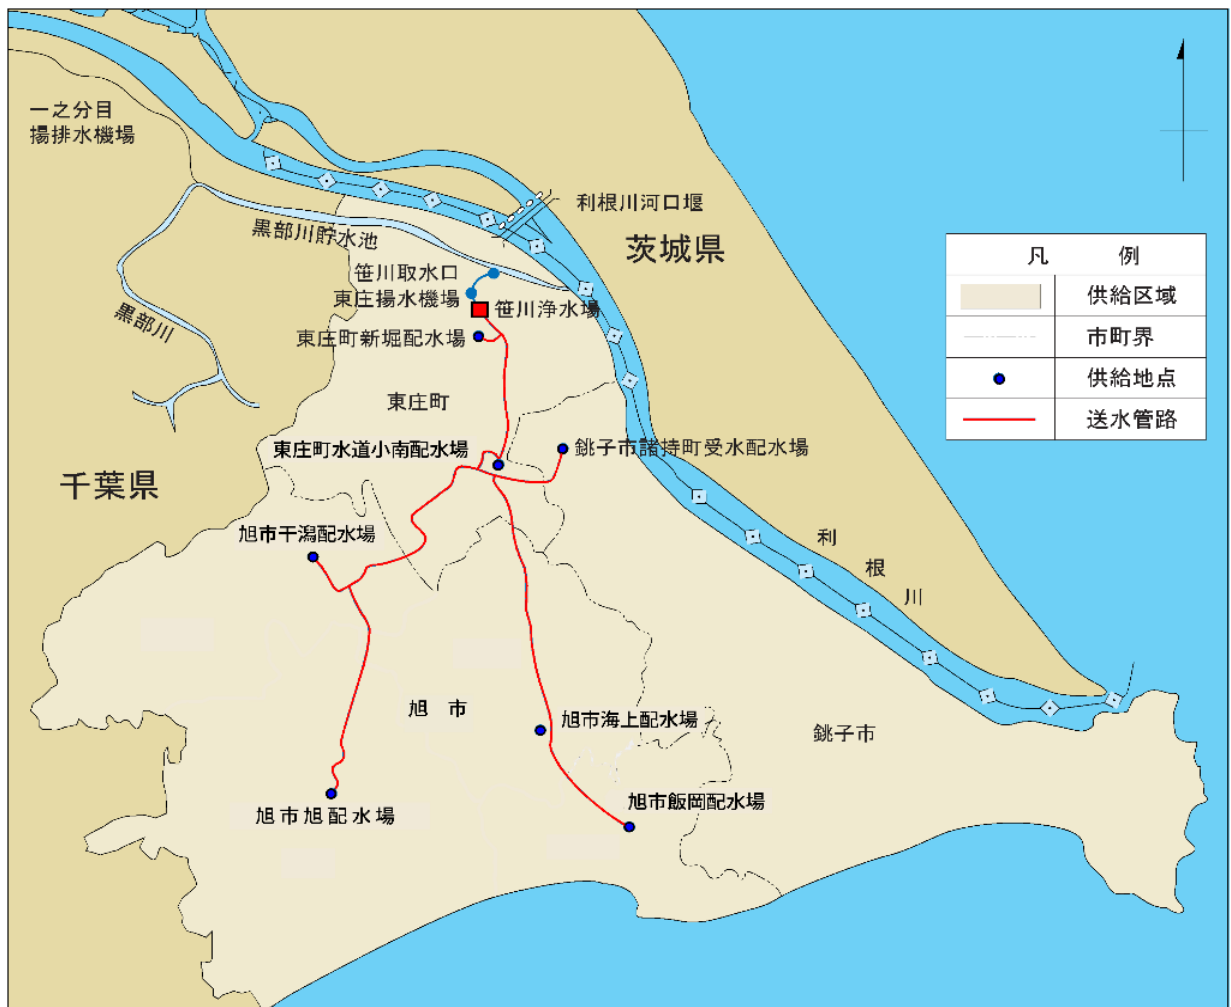 一之分目
揚排水機場
利根川河口堰
黒部川貯水池
茨城県
笹川取水口
東庄揚水機場
笹川浄水場
黒部川
東庄町新堀配水場
凡 例
供給区域
市町界
供給地点
送水管路
東庄町
東庄町水道小南配水場
銚子市諸持町受水配水場
千葉県
旭市干潟配水場
利根川
旭市
旭市海上配水場
銚子市
旭市旭配水場
旭市飯岡配水場